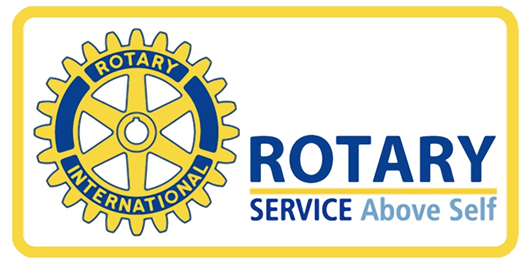 ROTARY
INTERNATIONAL
ROTARY
SERVICE Above Self